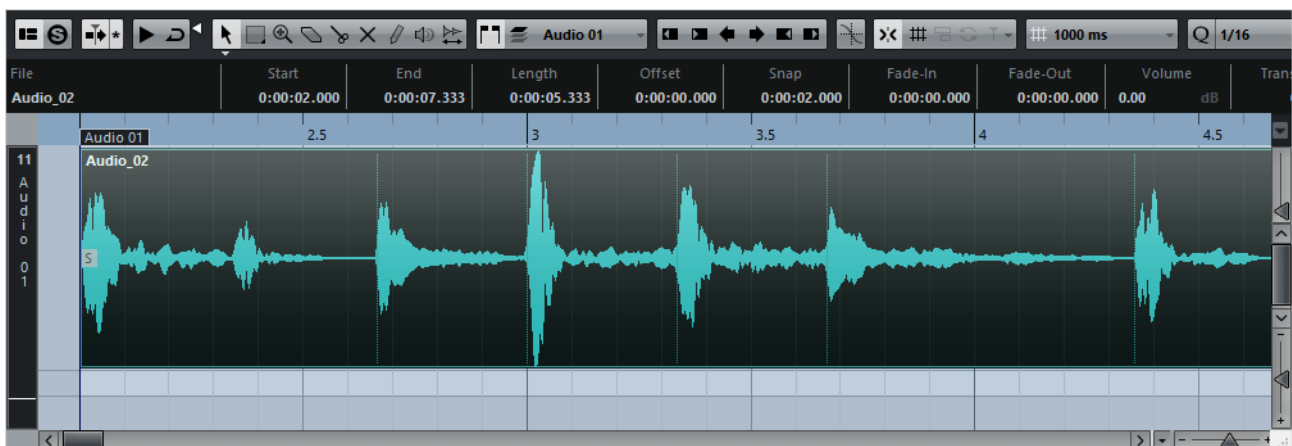 S * Audio 01 1000 ms Q 1/16
File Start End Length Offset Snap Fade-In Fade-Out Volume Trans
Audio_02 0:00:02.000 0:00:07.333 0:00:05.333 0:00:00.000 0:00:02.000 0:00:00.000 0:00:00.000 0.00 dB
Audio 01 2.5 3 3.5 4 4.5
11
Audio 01
Audio_02
S